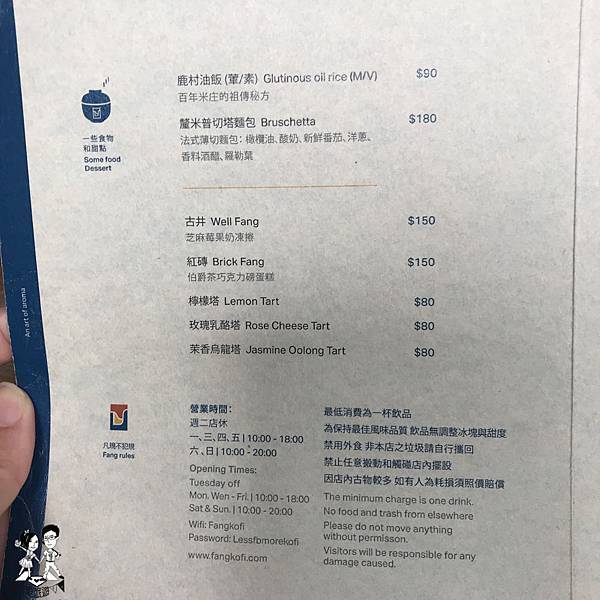 鹿村油飯 (葷/素) Glutinous oil rice (M/V) $90
百年米庄的祖傳秘方
一些食物
和甜點
Some food
Dessert
釐米普切塔麵包 Bruschetta $180
法式薄切麵包：橄欖油、酸奶、新鮮番茄、洋蔥、
香料酒醋、羅勒葉
古井 Well Fang $150
芝麻莓果奶凍捲
紅磚 Brick Fang $150
伯爵茶巧克力磅蛋糕
檸檬塔 Lemon Tart $80
玫瑰乳酪塔 Rose Cheese Tart $80
茉香烏龍塔 Jasmine Oolong Tart $80
An art of aroma
凡規不犯規
Fang rules
營業時間：
週二店休
一、三、四、五 | 10:00 - 18:00
六、日 | 10:00 - 20:00
Opening Times:
Tuesday off
Mon. Wen - Fri. | 10:00 - 18:00
Sat & Sun. | 10:00 - 20:00
Wifi: Fangkofi
Password: Lessfbmorekofi
www.fangkofi.com
最低消費為一杯飲品
為保持最佳風味品質 飲品無調整冰塊與甜度
禁用外食 非本店之垃圾請自行攜回
禁止任意搬動和觸碰店內擺設
因店內古物較多 如有人為耗損須照價賠償
The minimum charge is one drink.
No food and trash from elsewhere
Please do not move anything
without permisson.
Visitors will be responsible for any
damage caused.